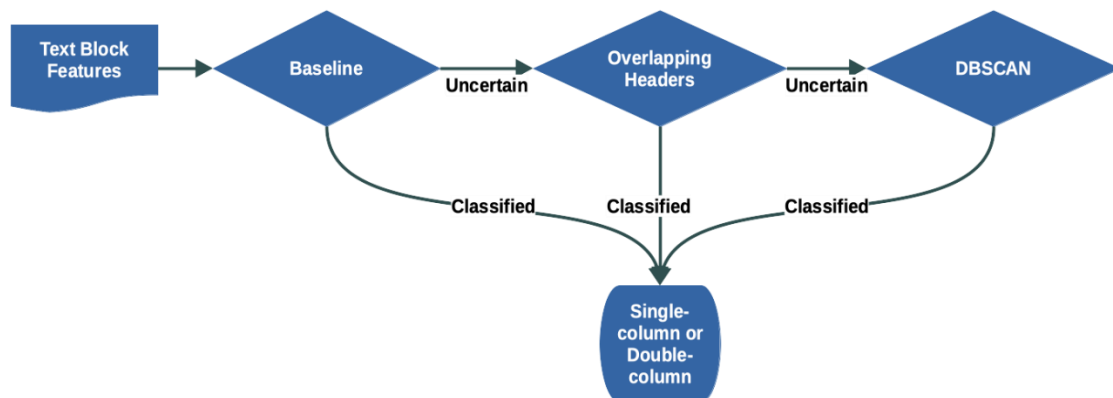 Text Block
Features
Baseline
Uncertain
Overlapping
Headers
Uncertain
DBSCAN
Classified
Classified
Classified
Single-
column or
Double-
column